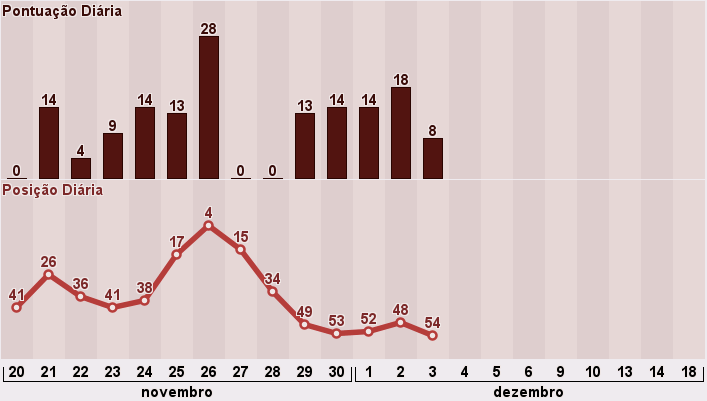 Pontuação Diária
0 14 4 9 14 13 28 0 0 13 14 14 18 8
Posição Diária
41 26 36 41 38 17 4 15 34 49 53 52 48 54
20 21 22 23 24 25 26 27 28 29 30 1 2 3 4 5 6 9 10 13 14 18
novembro dezembro